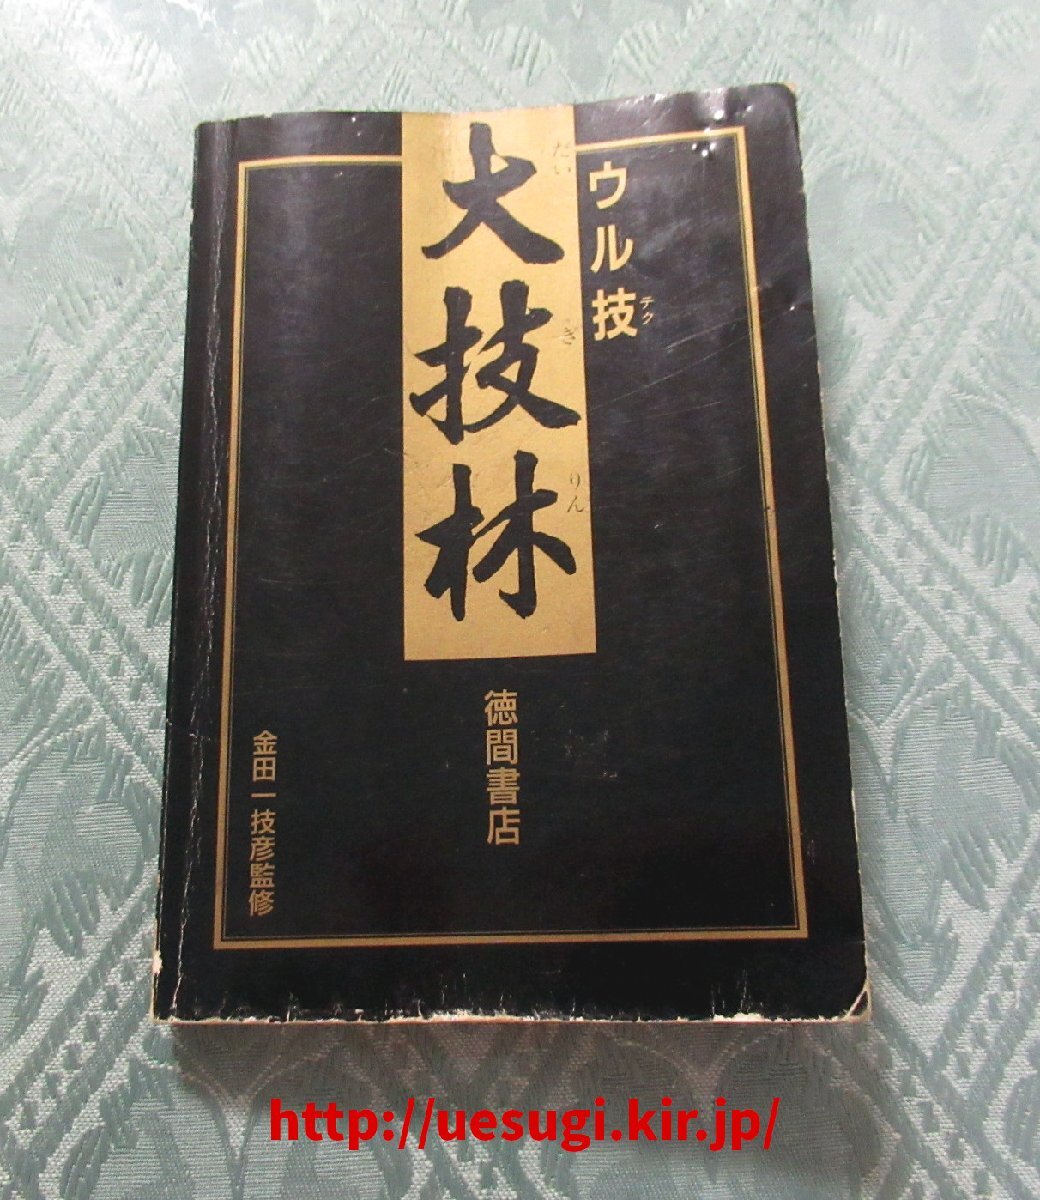 ウル技
テク
大技林
だい ぎ りん
徳間書店
金田一技彦監修
http://uesugi.kir.jp/